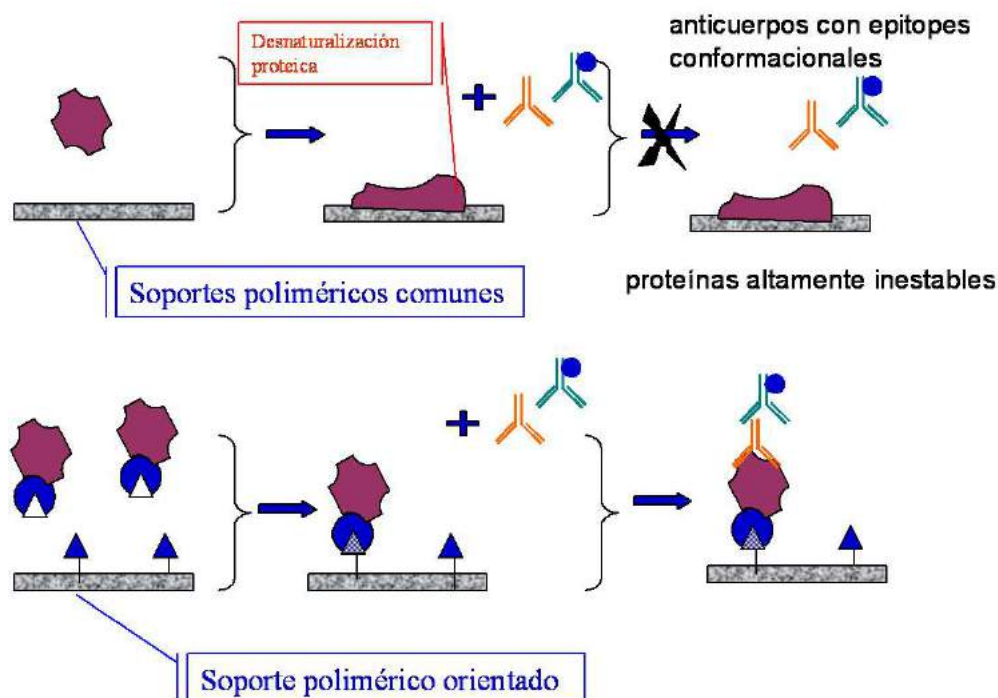 Desnaturalización
proteica
anticuerpos con epitopes
conformacionales
Soportes poliméricos comunes
proteínas altamente inestables
Soporte polimérico orientado